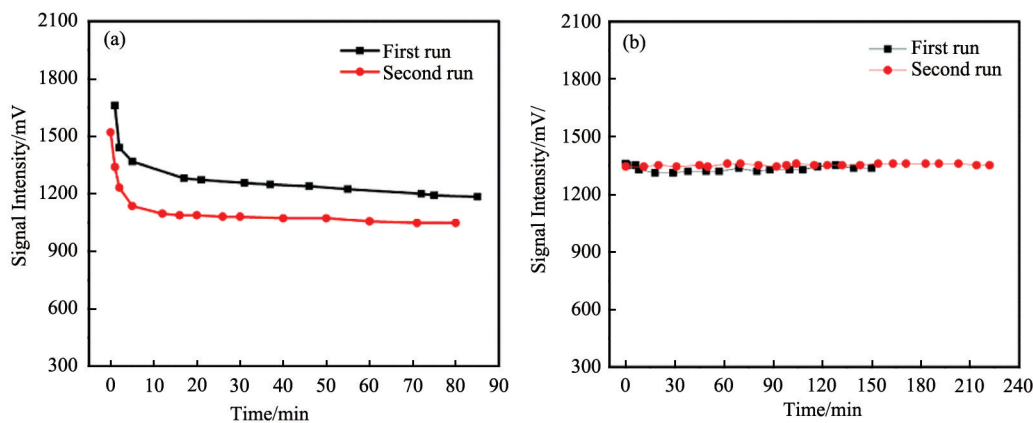 (a)
First run
Second run
2100
1800
1500
1200
900
600
300
Signal Intensity/mV
0 10 20 30 40 50 60 70 80 90
Time/min
(b)
First run
Second run
2100
1800
1500
1200
900
600
300
Signal Intensity/mV/
0 30 60 90 120 150 180 210 240
Time/min